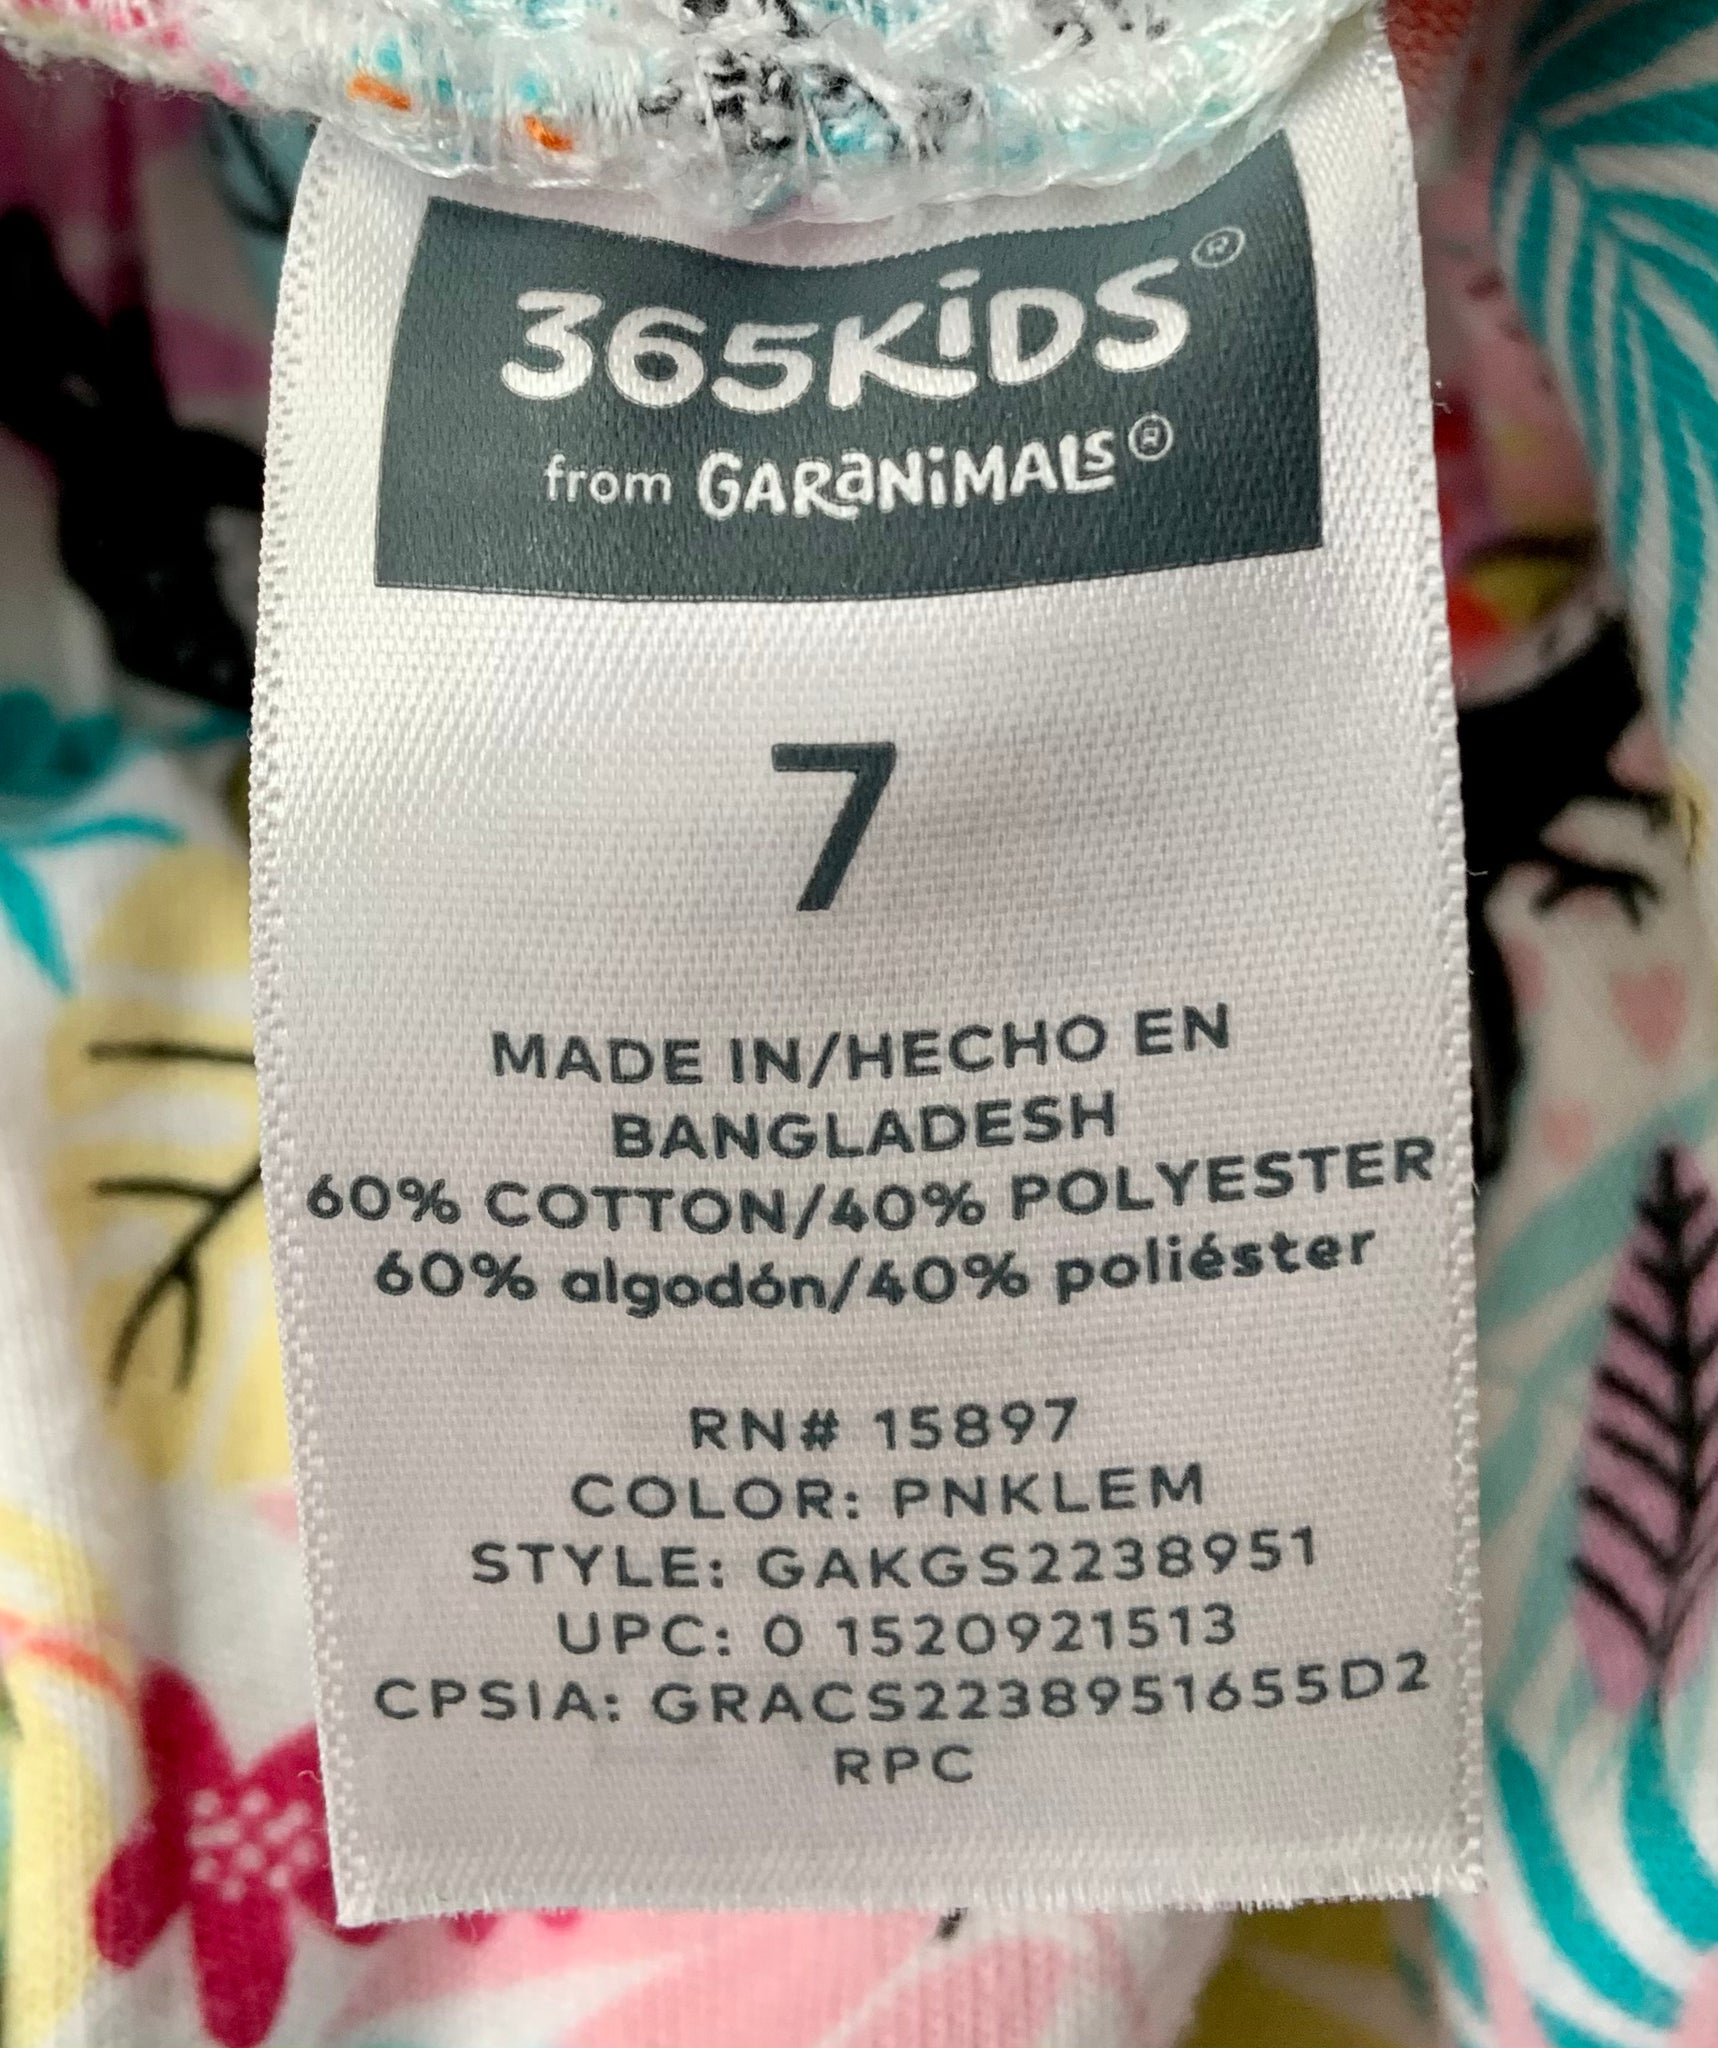 365KiDS®
from GARaNiMALS®
7
MADE IN/HECHO EN
BANGLADESH
60% COTTON/40% POLYESTER
60% algodón/40% poliéster
RN# 15897
COLOR: PNKLEM
STYLE: GAKGS2238951
UPC: 0 1520921513
CPSIA: GRACS2238951655D2
RPC